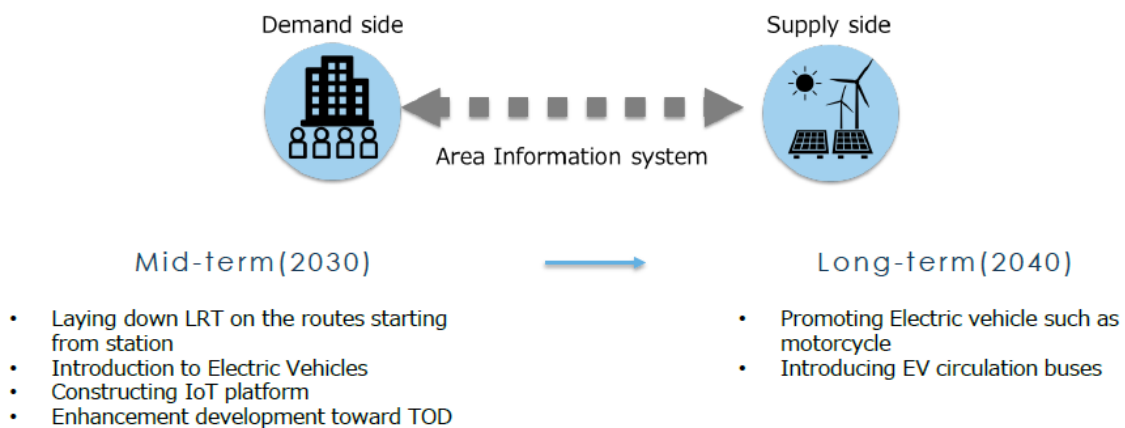 Demand side
Supply side
Area Information system
Mid-term(2030)
Long-term(2040)
• Laying down LRT on the routes starting
from station
• Introduction to Electric Vehicles
• Constructing IoT platform
• Enhancement development toward TOD
• Promoting Electric vehicle such as
motorcycle
• Introducing EV circulation buses